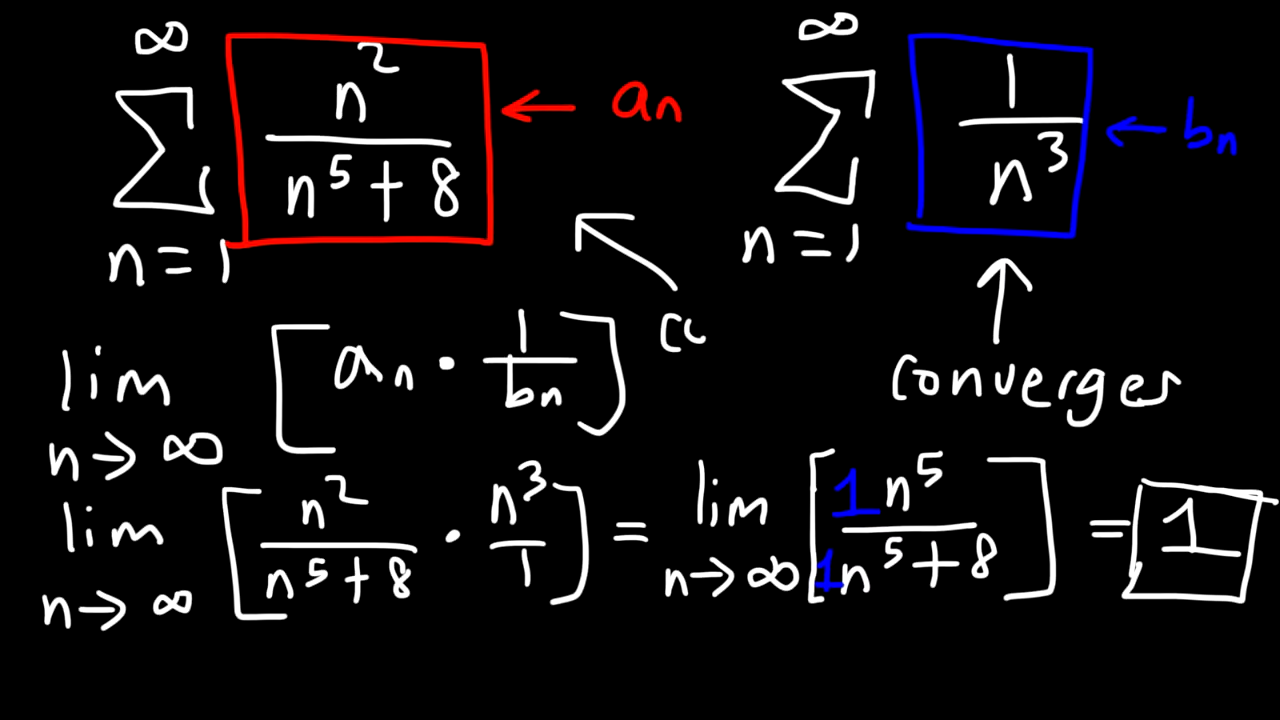 ∞ ∑ n=1 n²/(n⁵+8) ← aₙ
∞ ∑ n=1 1/n³ ← bₙ
converges
lim n→∞ [aₙ · 1/bₙ]
lim n→∞ [n²/(n⁵+8) · n³/1] = lim n→∞ [1n⁵/(1n⁵+8)] = 1